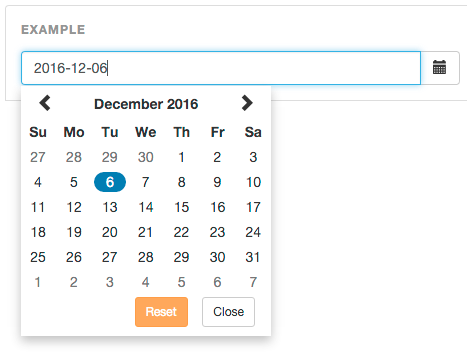 EXAMPLE
2016-12-06
December 2016
Su Mo Tu We Th Fr Sa
27 28 29 30 1 2 3
4 5 6 7 8 9 10
11 12 13 14 15 16 17
18 19 20 21 22 23 24
25 26 27 28 29 30 31
1 2 3 4 5 6 7
Reset Close